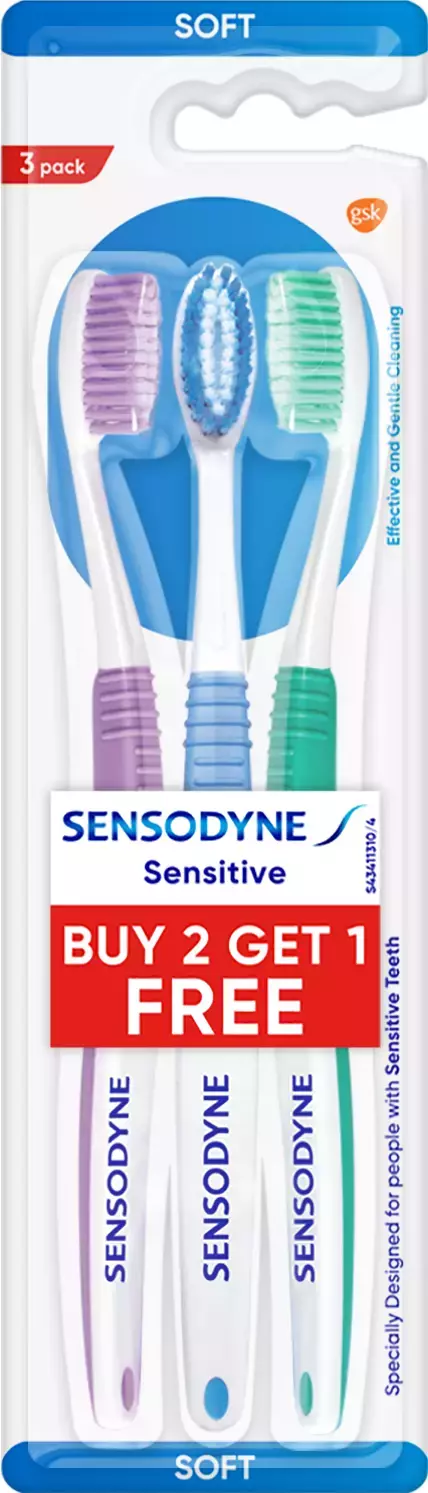 SOFT
3 pack
gsk
Effective and Gentle Cleaning
SENSODYNE
Sensitive
S43411310/4
BUY 2 GET 1
FREE
SENSODYNE
SENSODYNE
SENSODYNE
Specially Designed for people with Sensitive Teeth
SOFT